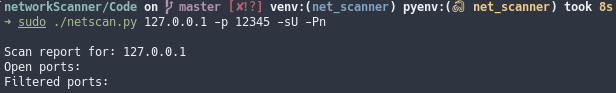 networkScanner/Code on master [✘!?] venv:(net_scanner) pyenv:(🐍 net_scanner) took 8s
➜ sudo ./netscan.py 127.0.0.1 -p 12345 -sU -Pn
Scan report for: 127.0.0.1
Open ports:
Filtered ports: